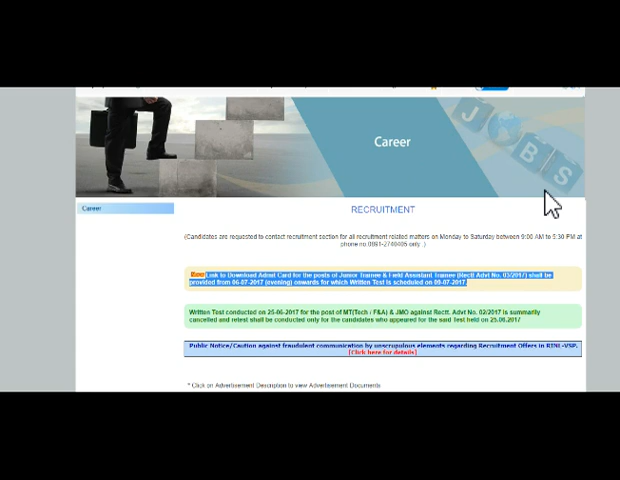 Career
JOBS
Career
RECRUITMENT
(Candidates are requested to contact recruitment section for all recruitment related matters on Monday to Saturday between 9:00 AM to 5:30 PM at
phone no.0891-2740405 only .)
Link to Download Admit Card for the posts of Junior Trainee & Field Assistant Trainee (Rectt Advt No. 03/2017) shall be
provided from 06-07-2017 (evening) onwards for which Written Test is scheduled on 09-07-2017.
Written Test conducted on 25-06-2017 for the post of MT(Tech / F&A) & JMO against Rectt. Advt No. 02/2017 is summarily
cancelled and retest shall be conducted only for the candidates who appeared for the said Test held on 25.06.2017
Public Notice/Caution against fraudulent communication by unscrupulous elements regarding Recruitment Offers in RINL-VSP.
[Click here for details]
* Click on Advertisement Description to view Advertisement Documents